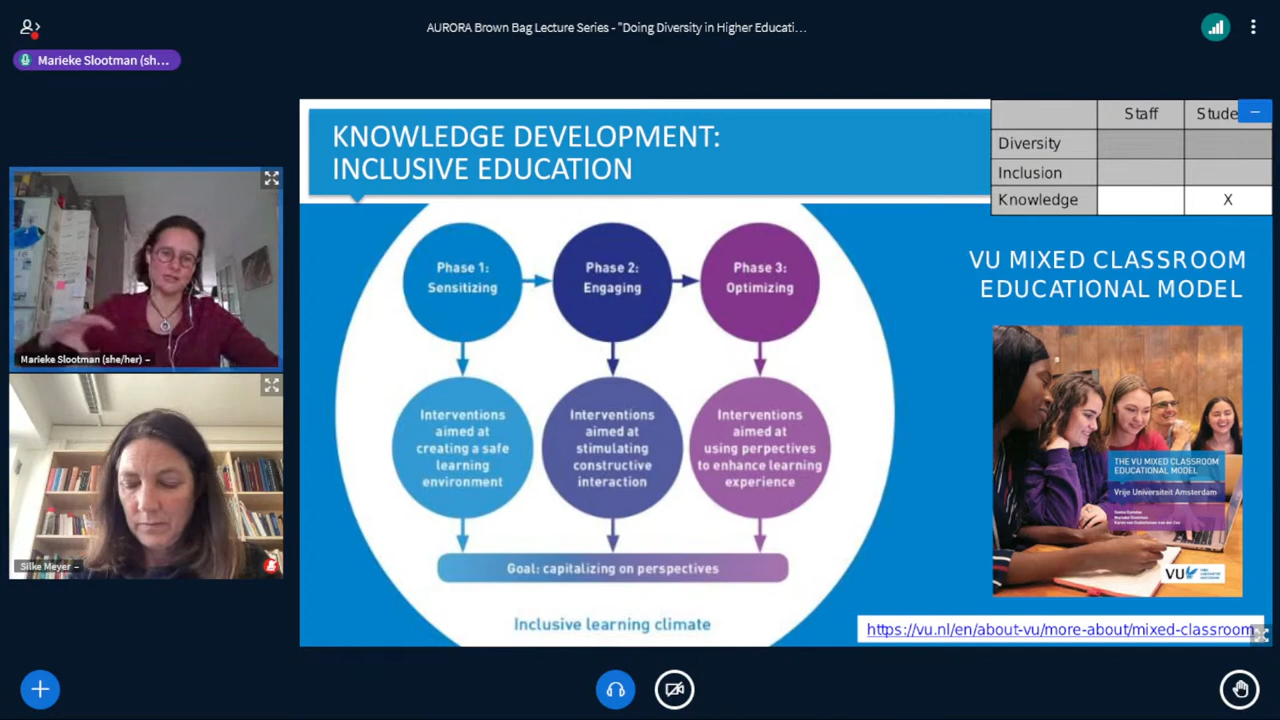 AURORA Brown Bag Lecture Series - "Doing Diversity in Higher Educati…
Marieke Slootman (sh...
Marieke Slootman (she/her) –
Silke Meyer –
KNOWLEDGE DEVELOPMENT:
INCLUSIVE EDUCATION
Staff
Stude
Diversity
Inclusion
Knowledge
X
Phase 1:
Sensitizing
Phase 2:
Engaging
Phase 3:
Optimizing
Interventions
aimed at
creating a safe
learning
environment
Interventions
aimed at
stimulating
constructive
interaction
Interventions
aimed at
using perpectives
to enhance learning
experience
Goal: capitalizing on perspectives
Inclusive learning climate
VU MIXED CLASSROOM
EDUCATIONAL MODEL
THE VU MIXED CLASSROOM
EDUCATIONAL MODEL
Vrije Universiteit Amsterdam
VU
https://vu.nl/en/about-vu/more-about/mixed-classroom